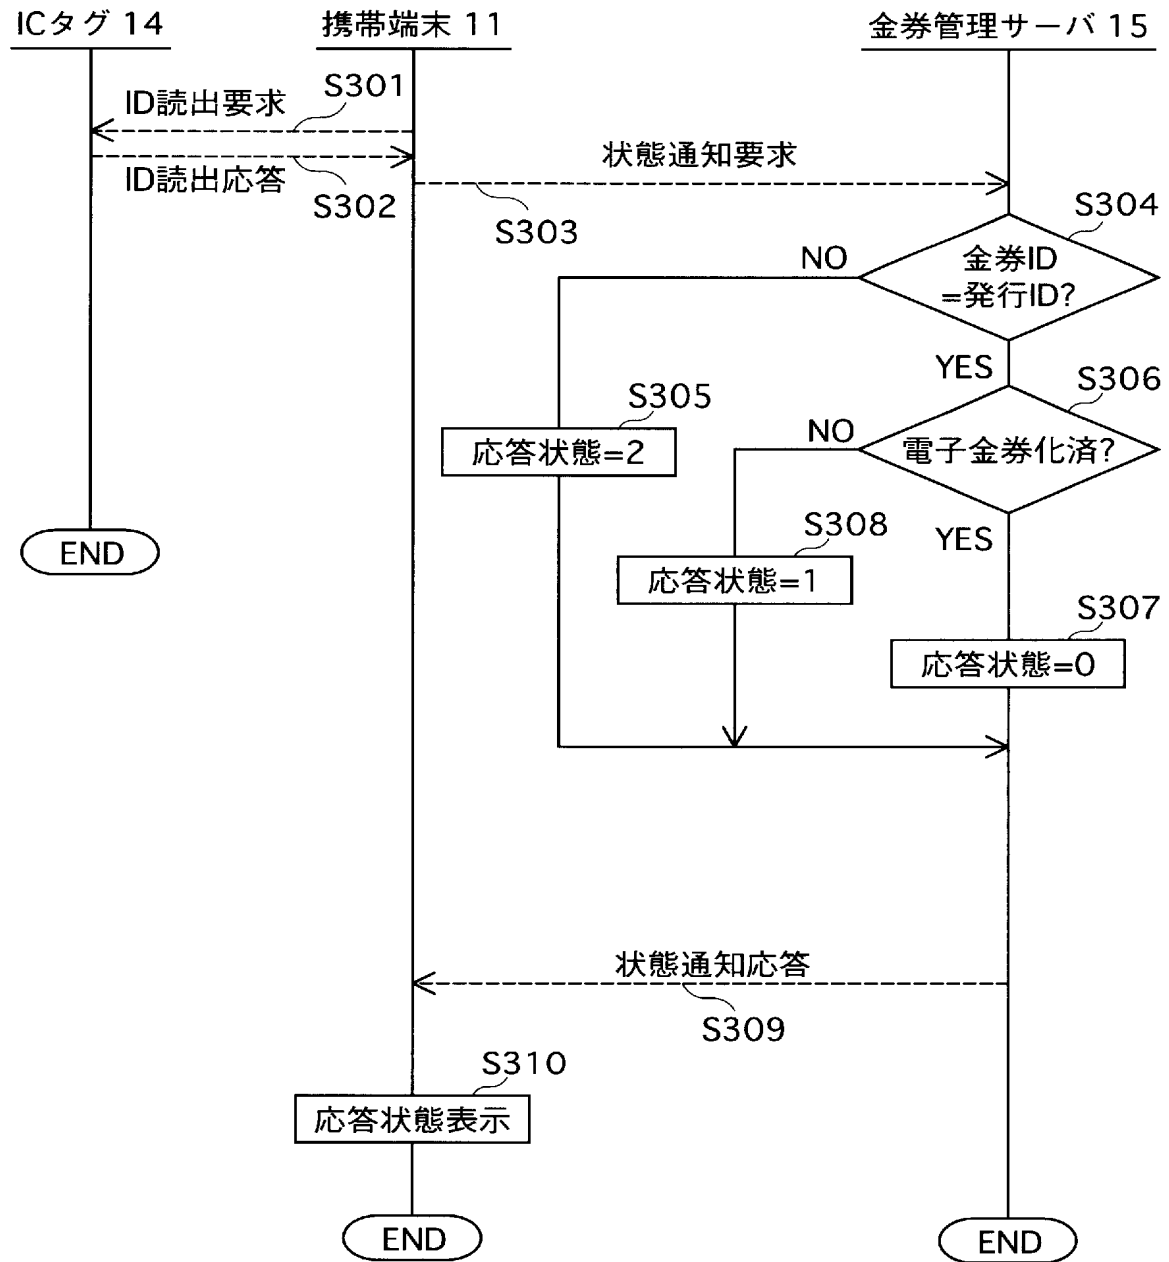 ICタグ 14
携帯端末 11
金券管理サーバ 15
S301
ID読出要求
状態通知要求
ID読出応答
S302
S303
S304
NO
金券ID
=発行ID?
YES
S306
S305
NO
応答状態=2
電子金券化済?
S308
YES
END
応答状態=1
S307
応答状態=0
状態通知応答
S309
S310
応答状態表示
END
END